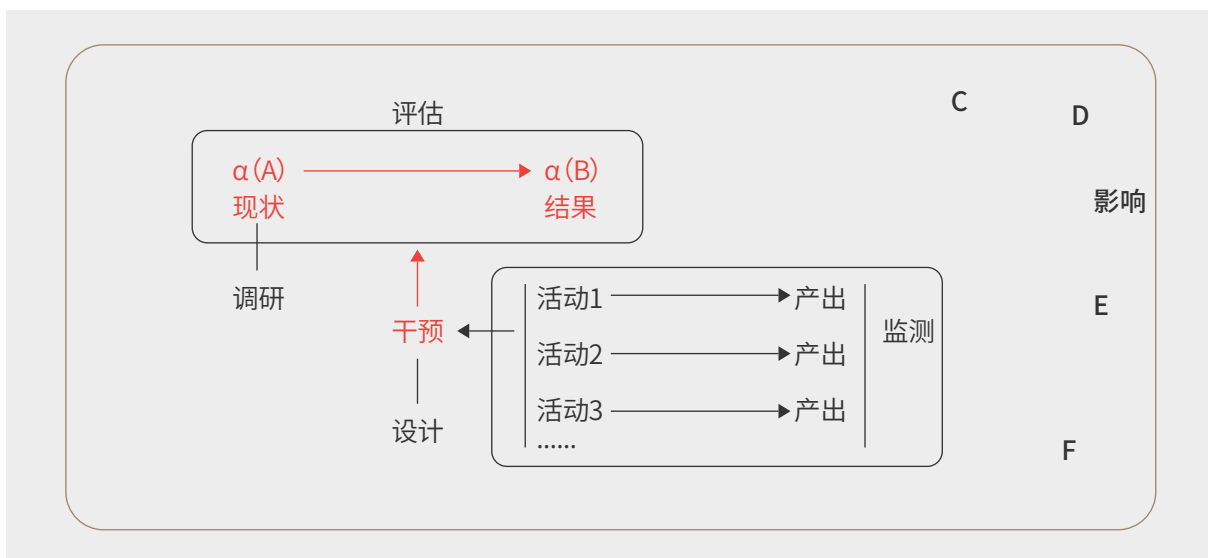 评估
α(A)
α(B)
现状
结果
调研
干预
设计
活动1
产出
活动2
产出
活动3
产出
......
监测
C
D
影响
E
F